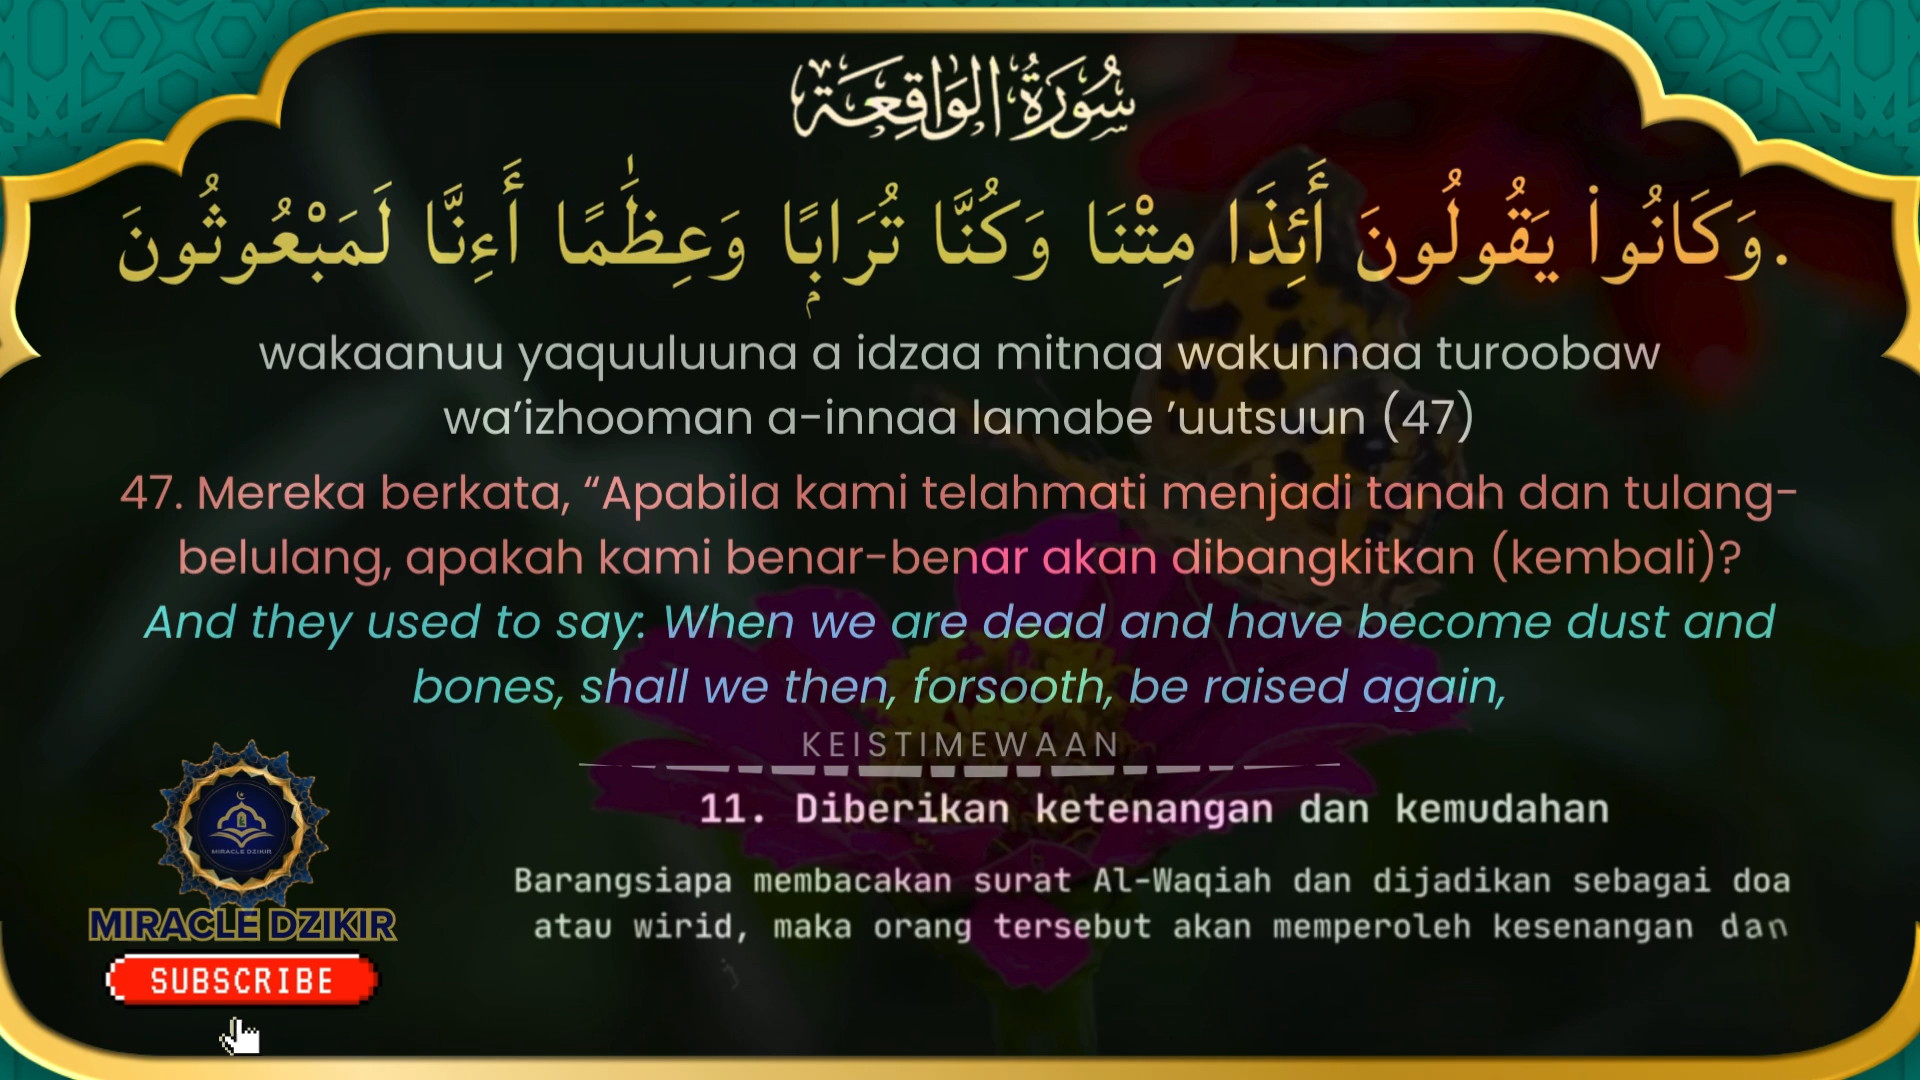 سُورَةُ الوَاقِعَة
وَكَانُوا۟ يَقُولُونَ أَئِذَا مِتْنَا وَكُنَّا تُرَابًۭا وَعِظَٰمًا أَءِنَّا لَمَبْعُوثُونَ.
wakaanuu yaquuluuna a idzaa mitnaa wakunnaa turoobaw
wa’izhooman a-innaa lamabe ’uutsuun (47)
47. Mereka berkata, “Apabila kami telahmati menjadi tanah dan tulang-
belulang, apakah kami benar-benar akan dibangkitkan (kembali)?
And they used to say: When we are dead and have become dust and
bones, shall we then, forsooth, be raised again,
KEISTIMEWAAN
11. Diberikan ketenangan dan kemudahan
Barangsiapa membacakan surat Al-Waqiah dan dijadikan sebagai doa
atau wirid, maka orang tersebut akan memperoleh kesenangan dan
MIRACLE DZIKIR
MIRACLE DZIKIR
SUBSCRIBE